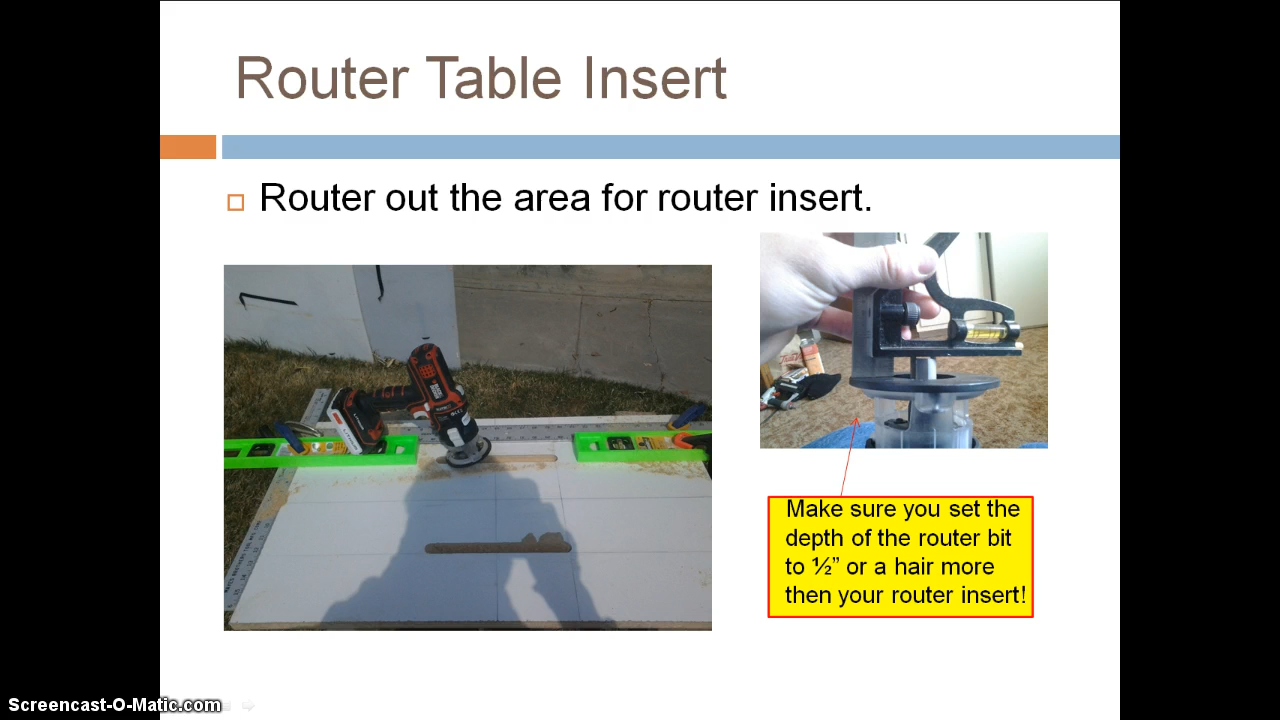 Router Table Insert
Router out the area for router insert.
Make sure you set the
depth of the router bit
to ½” or a hair more
then your router insert!
Screencast-O-Matic.com